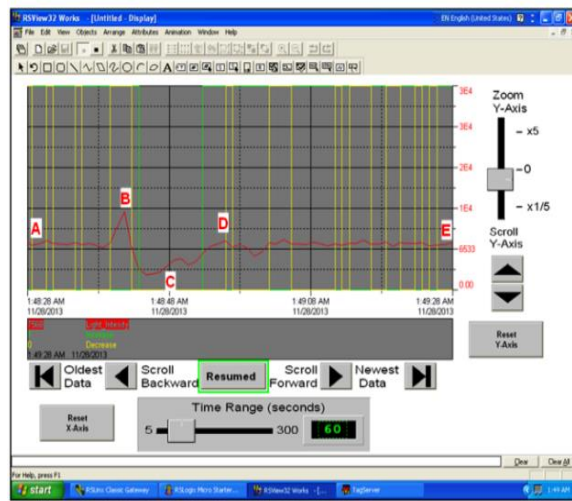 RSView32 Works - [Untitled - Display]
EN English (United States)
File Edit View Objects Arrange Attributes Animation Window Help
3E4
3E4
2E4
1E4
6533
0.00
A
B
C
D
E
1:48:28 AM
11/28/2013
1:48:48 AM
11/28/2013
1:49:08 AM
11/28/2013
1:49:28 AM
11/28/2013
Light_Intensity
0 Decrease
1:49:28 AM 11/28/2013
Zoom
Y-Axis
x5
0
x1/5
Scroll
Y-Axis
Reset
Y-Axis
Oldest
Data
Scroll
Backward
Resumed
Scroll
Forward
Newest
Data
Reset
X-Axis
Time Range (seconds)
5
300
60
Clear
Clear All
For Help, press F1
start
RSLinx Classic Gateway
RSLogix Micro Starter...
RSView32 Works - [...
TagServer
1:49 AM